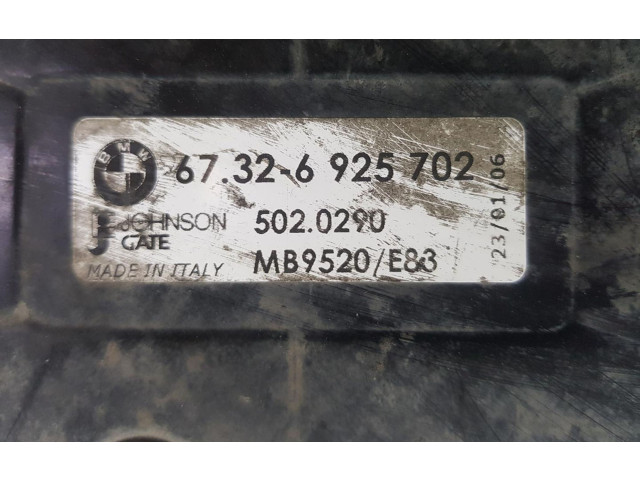 BMW
67.32-6 925 702
JOHNSON
GATE
502.0290
MADE IN ITALY
MB9520/E83
23/01/06